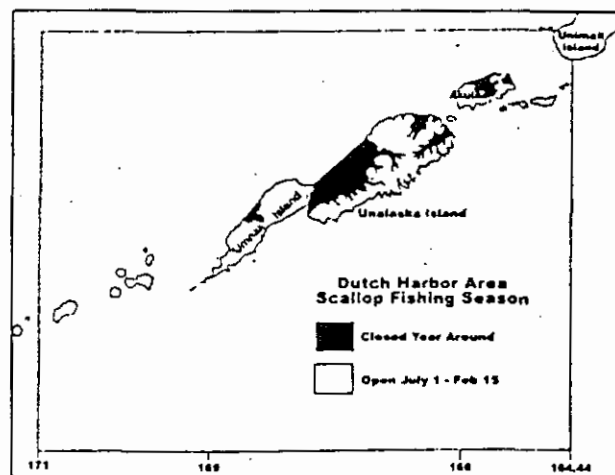 Unimak
Island
Umnak Island
Unalaska Island
Dutch Harbor Area
Scallop Fishing Season
Closed Year Around
Open July 1 - Feb 15
171
169
166
164.44